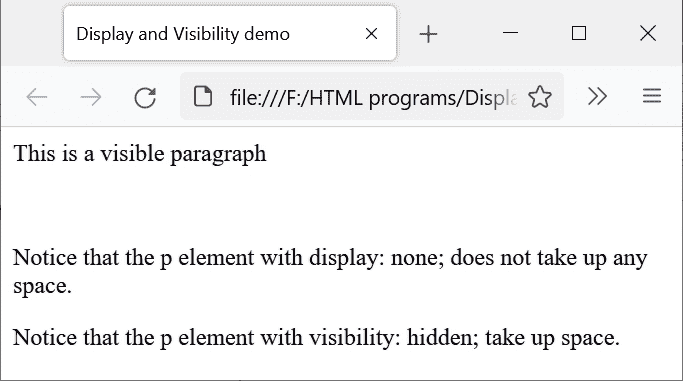 Display and Visibility demo
file:///F:/HTML programs/Displa
This is a visible paragraph
Notice that the p element with display: none; does not take up any
space.
Notice that the p element with visibility: hidden; take up space.